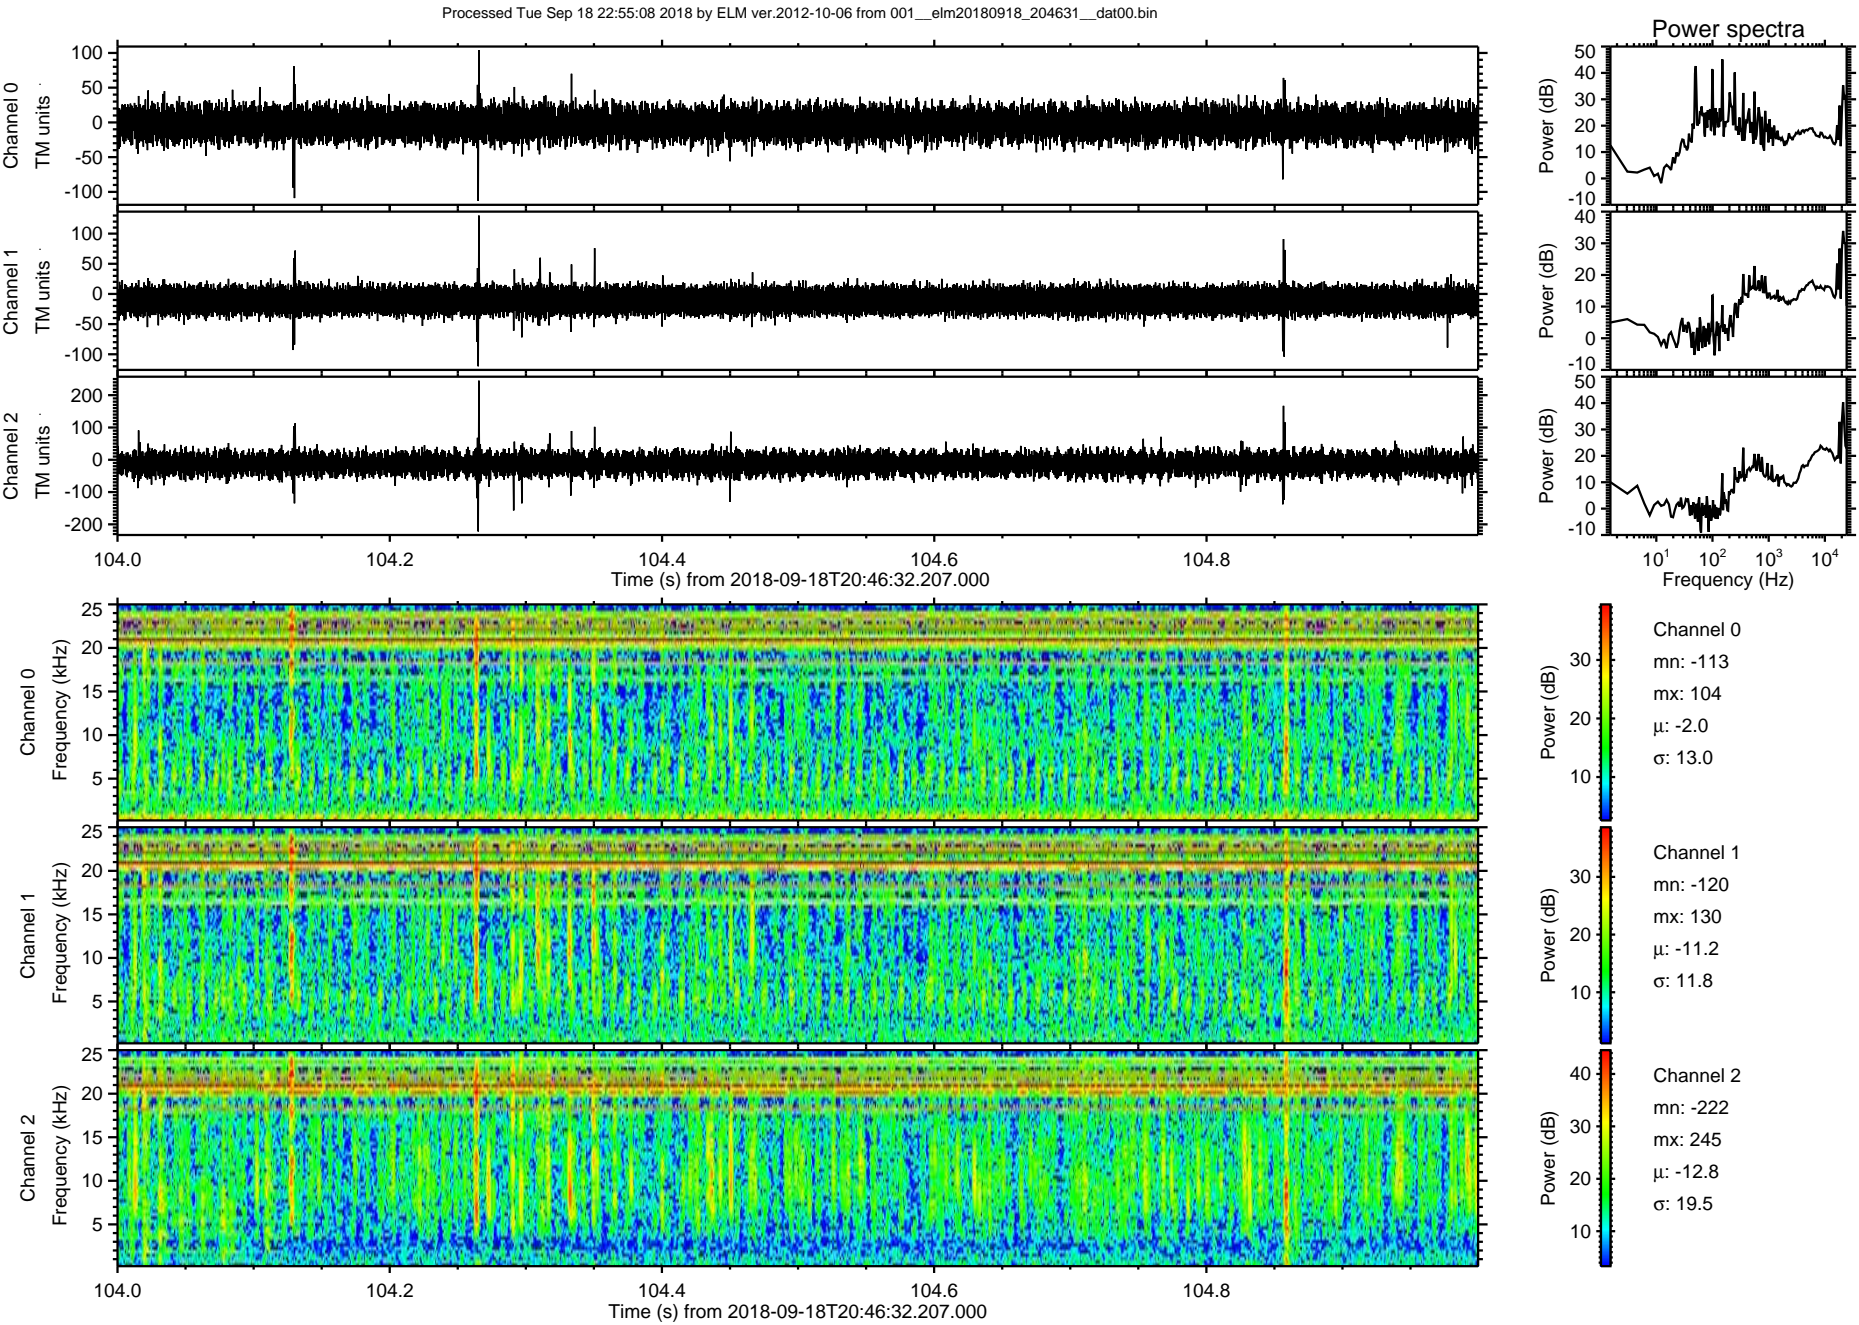 Processed Tue Sep 18 22:55:08 2018 by ELM ver.2012-10-06 from 001__elm20180918_204631__dat00.bin
Power spectra
Channel 0
TM units
100
50
0
-50
-100
Power (dB)
50
40
30
20
10
0
-10
Channel 1
TM units
100
50
0
-50
-100
Power (dB)
40
30
20
10
0
-10
Channel 2
TM units
200
100
0
-100
-200
Power (dB)
50
40
30
20
10
0
-10
104.0 104.2 104.4 104.6 104.8
Time (s) from 2018-09-18T20:46:32.207.000
10¹ 10² 10³ 10⁴
Frequency (Hz)
Channel 0
Frequency (kHz)
25
20
15
10
5
Power (dB)
30
20
10
Channel 0
mn: -113
mx: 104
μ: -2.0
σ: 13.0
Channel 1
Frequency (kHz)
25
20
15
10
5
Power (dB)
30
20
10
Channel 1
mn: -120
mx: 130
μ: -11.2
σ: 11.8
Channel 2
Frequency (kHz)
25
20
15
10
5
Power (dB)
40
30
20
10
Channel 2
mn: -222
mx: 245
μ: -12.8
σ: 19.5
104.0 104.2 104.4 104.6 104.8
Time (s) from 2018-09-18T20:46:32.207.000